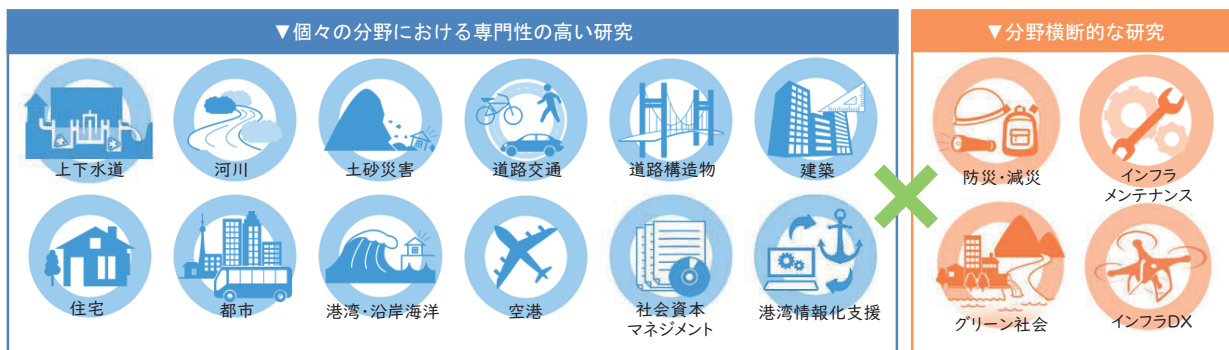 ▼個々の分野における専門性の高い研究
▼分野横断的な研究
上下水道
河川
土砂災害
道路交通
道路構造物
建築
住宅
都市
港湾・沿岸海洋
空港
社会資本
マネジメント
港湾情報化支援
防災・減災
インフラ
メンテナンス
グリーン社会
インフラDX